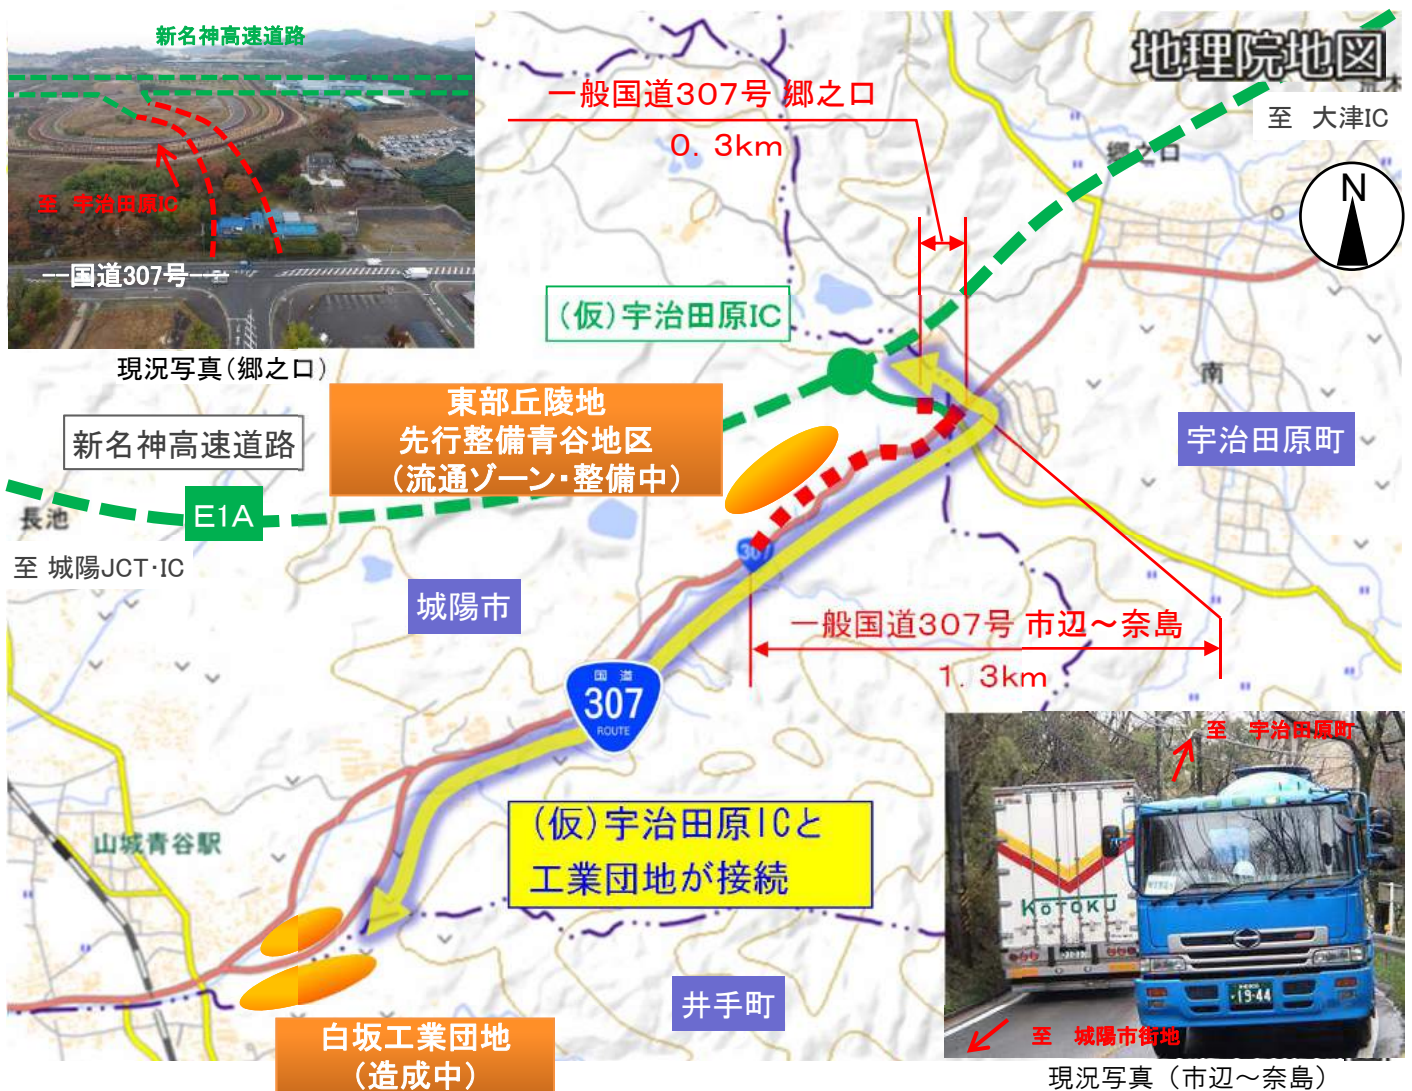 新名神高速道路
至 宇治田原IC
国道307号
現況写真(郷之口)
地理院地図
一般国道307号 郷之口
0.3km
至 大津IC
郷之口
N
(仮)宇治田原IC
東部丘陵地
先行整備青谷地区
(流通ゾーン・整備中)
南
宇治田原町
新名神高速道路
E1A
長池
至 城陽JCT・IC
307
城陽市
一般国道307号 市辺～奈島
1.3km
国道
307
ROUTE
(仮)宇治田原ICと
工業団地が接続
山城青谷駅
井手町
白坂工業団地
(造成中)
至 宇治田原町
KOTOKU
19-44
至 城陽市街地
現況写真(市辺～奈島)